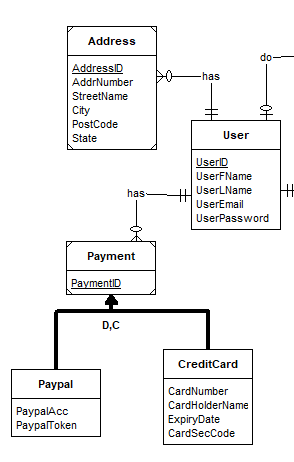 Address
AddressID
AddrNumber
StreetName
City
PostCode
State
has
do
User
UserID
UserFName
UserLName
UserEmail
UserPassword
has
Payment
PaymentID
D,C
Paypal
PaypalAcc
PaypalToken
CreditCard
CardNumber
CardHolderName
ExpiryDate
CardSecCode